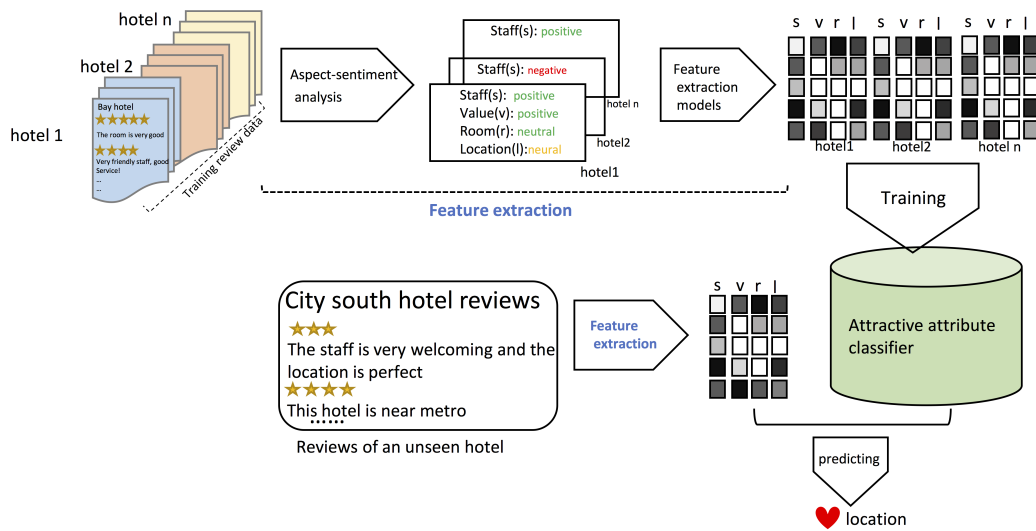 hotel n
hotel 2
hotel 1
Bay hotel
The room is very good
Very friendly staff, good
Service!
...
...
Training review data
Aspect-sentiment
analysis
Staff(s): positive
Staff(s): negative
Staff(s): positive
Value(v): positive
Room(r): neutral
Location(l):neural
hotel n
hotel2
hotel1
Feature
extraction
models
s v r l s v r l s v r l
hotel1 hotel2 hotel n
Feature extraction
Training
Attractive attribute
classifier
City south hotel reviews
The staff is very welcoming and the
location is perfect
This hotel is near metro
......
Reviews of an unseen hotel
Feature
extraction
s v r l
predicting
location